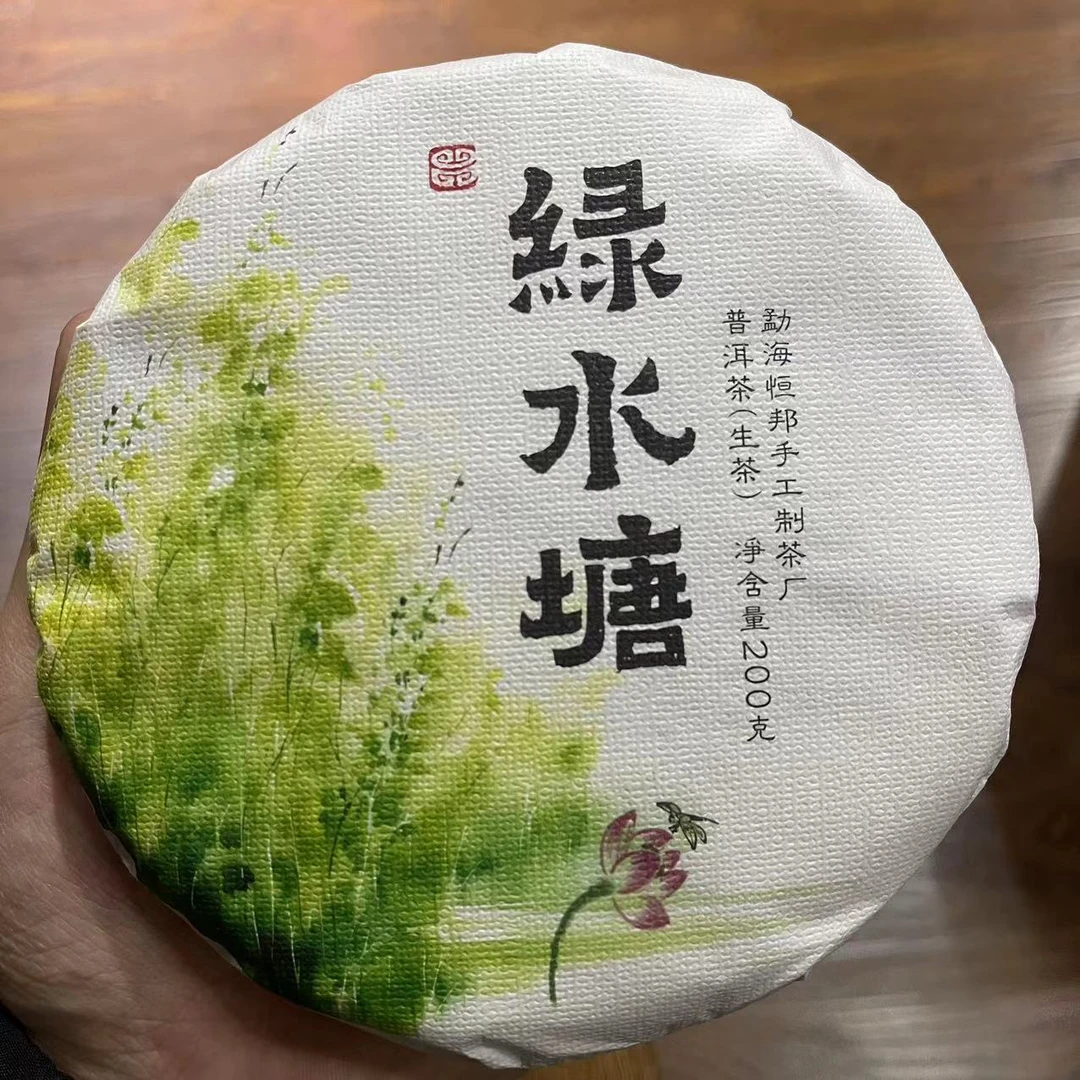 綠水塘
勐海恒邦手工制茶厂
普洱茶(生茶) 淨含量200克